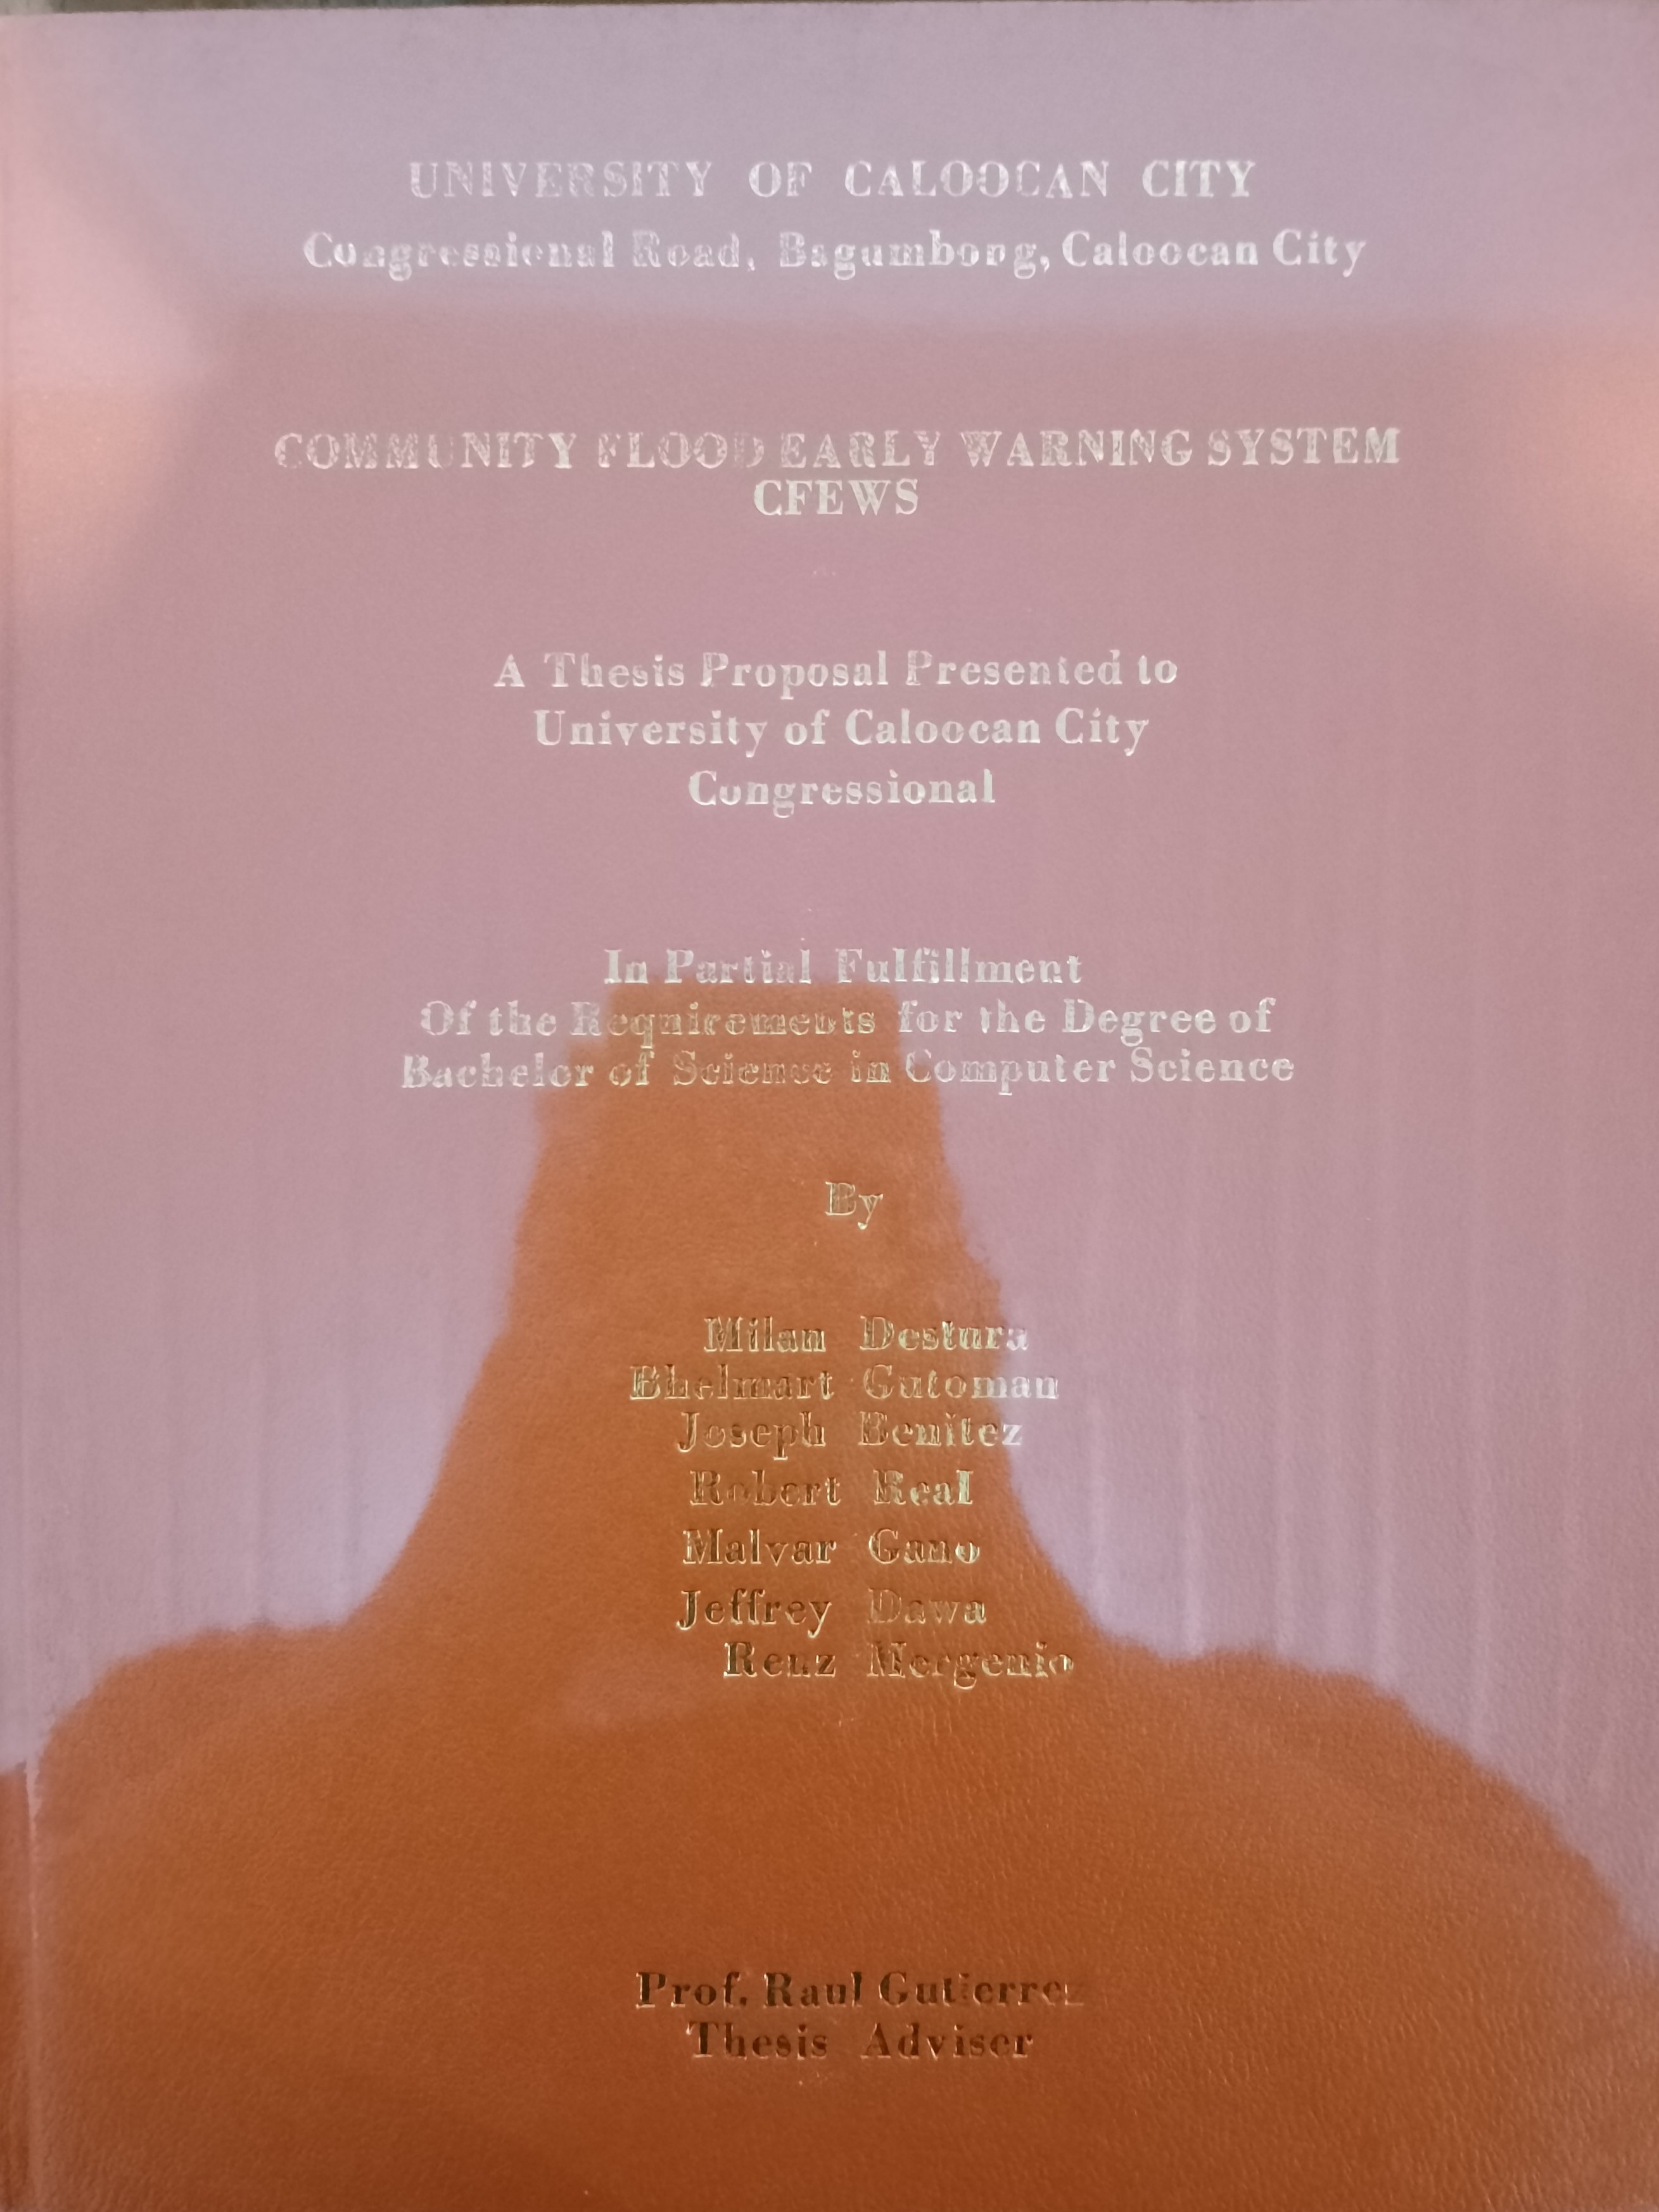 UNIVERSITY OF CALOOCAN CITY
Congressional Road, Bagumbong, Caloocan City
COMMUNITY FLOOD EARLY WARNING SYSTEM
CFEWS
A Thesis Proposal Presented to
University of Caloocan City
Congressional
In Partial Fulfillment
Of the Requirements for the Degree of
Bachelor of Science in Computer Science
By
Milan Destura
Bhelmart Gutoman
Joseph Benitez
Robert Real
Malvar Gano
Jeffrey Dawa
Renz Mergenio
Prof. Raul Gutierrez
Thesis Adviser